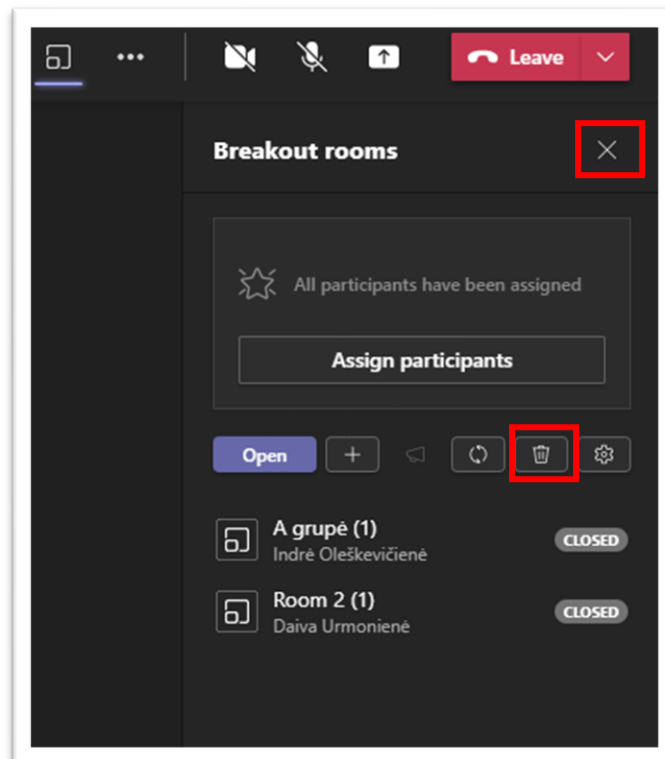 Leave
Breakout rooms
All participants have been assigned
Assign participants
Open
A grupė (1)
Indrė Oleškevičienė
CLOSED
Room 2 (1)
Daiva Urmonienė
CLOSED